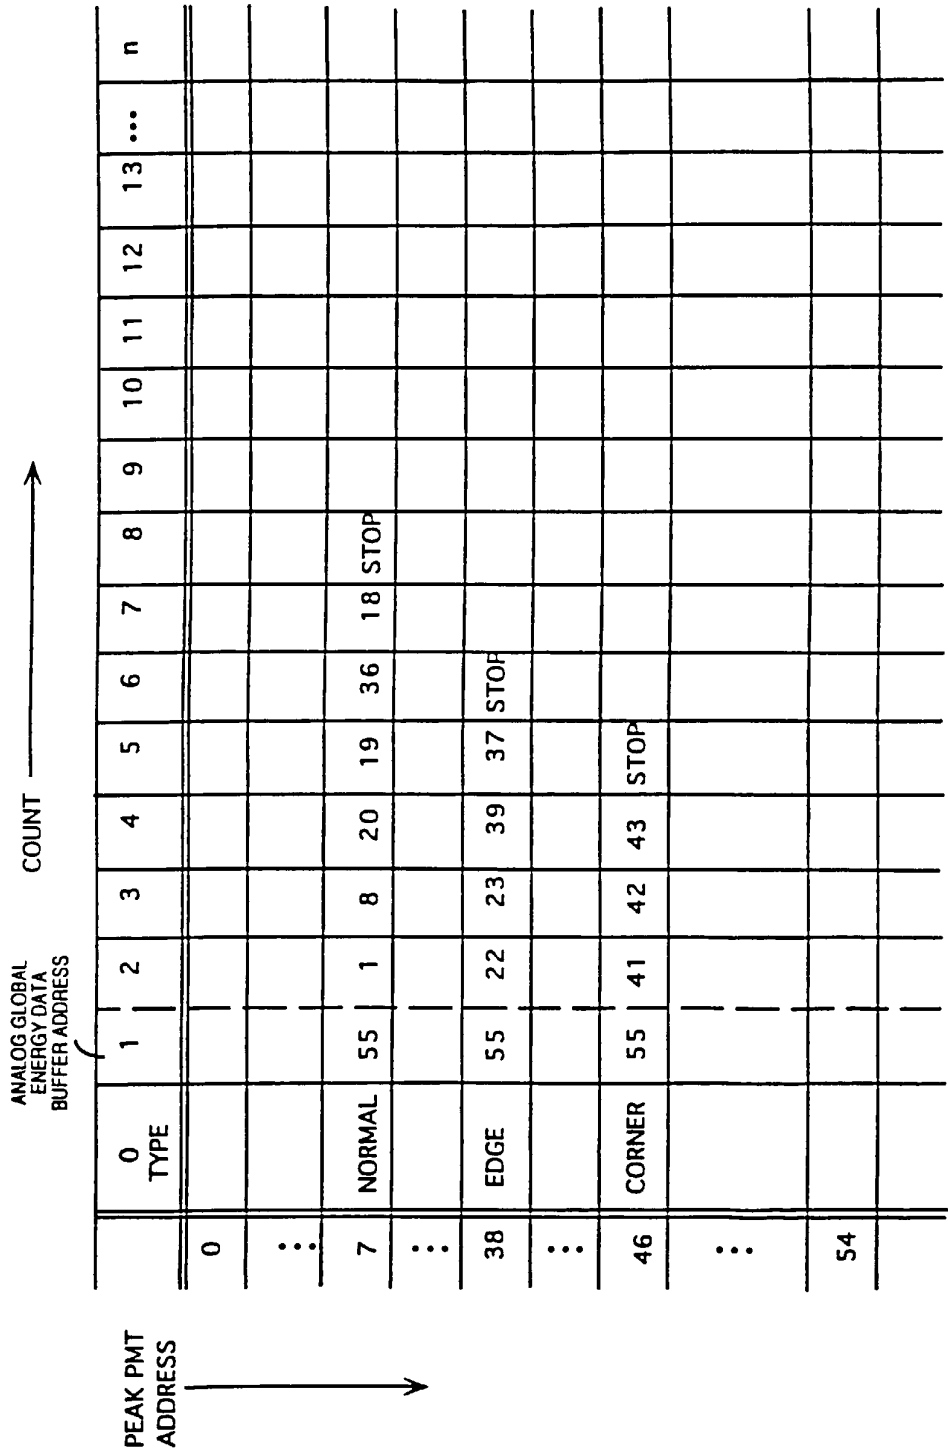 ANALOG GLOBAL
ENERGY DATA
BUFFER ADDRESS
COUNT
0 1 2 3 4 5 6 7 8 9 10 11 12 13 ... n
TYPE
PEAK PMT
ADDRESS
0
...
7 NORMAL 55 1 8 20 19 36 18 STOP
...
38 EDGE 55 22 23 39 37 STOP
...
46 CORNER 55 41 42 43 STOP
...
54